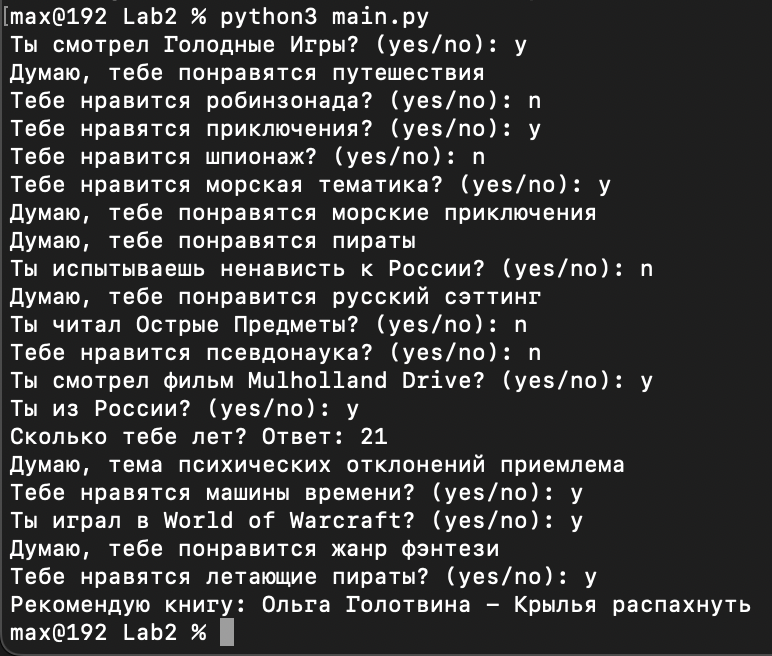 [max@192 Lab2 % python3 main.py
Ты смотрел Голодные Игры? (yes/no): y
Думаю, тебе понравятся путешествия
Тебе нравится робинзонада? (yes/no): n
Тебе нравятся приключения? (yes/no): y
Тебе нравится шпионаж? (yes/no): n
Тебе нравится морская тематика? (yes/no): y
Думаю, тебе понравятся морские приключения
Думаю, тебе понравятся пираты
Ты испытываешь ненависть к России? (yes/no): n
Думаю, тебе понравится русский сэттинг
Ты читал Острые Предметы? (yes/no): n
Тебе нравится псевдонаука? (yes/no): n
Ты смотрел фильм Mulholland Drive? (yes/no): y
Ты из России? (yes/no): y
Сколько тебе лет? Ответ: 21
Думаю, тема психических отклонений приемлема
Тебе нравятся машины времени? (yes/no): y
Ты играл в World of Warcraft? (yes/no): y
Думаю, тебе понравится жанр фэнтези
Тебе нравятся летающие пираты? (yes/no): y
Рекомендую книгу: Ольга Голотвина – Крылья распахнуть
max@192 Lab2 %